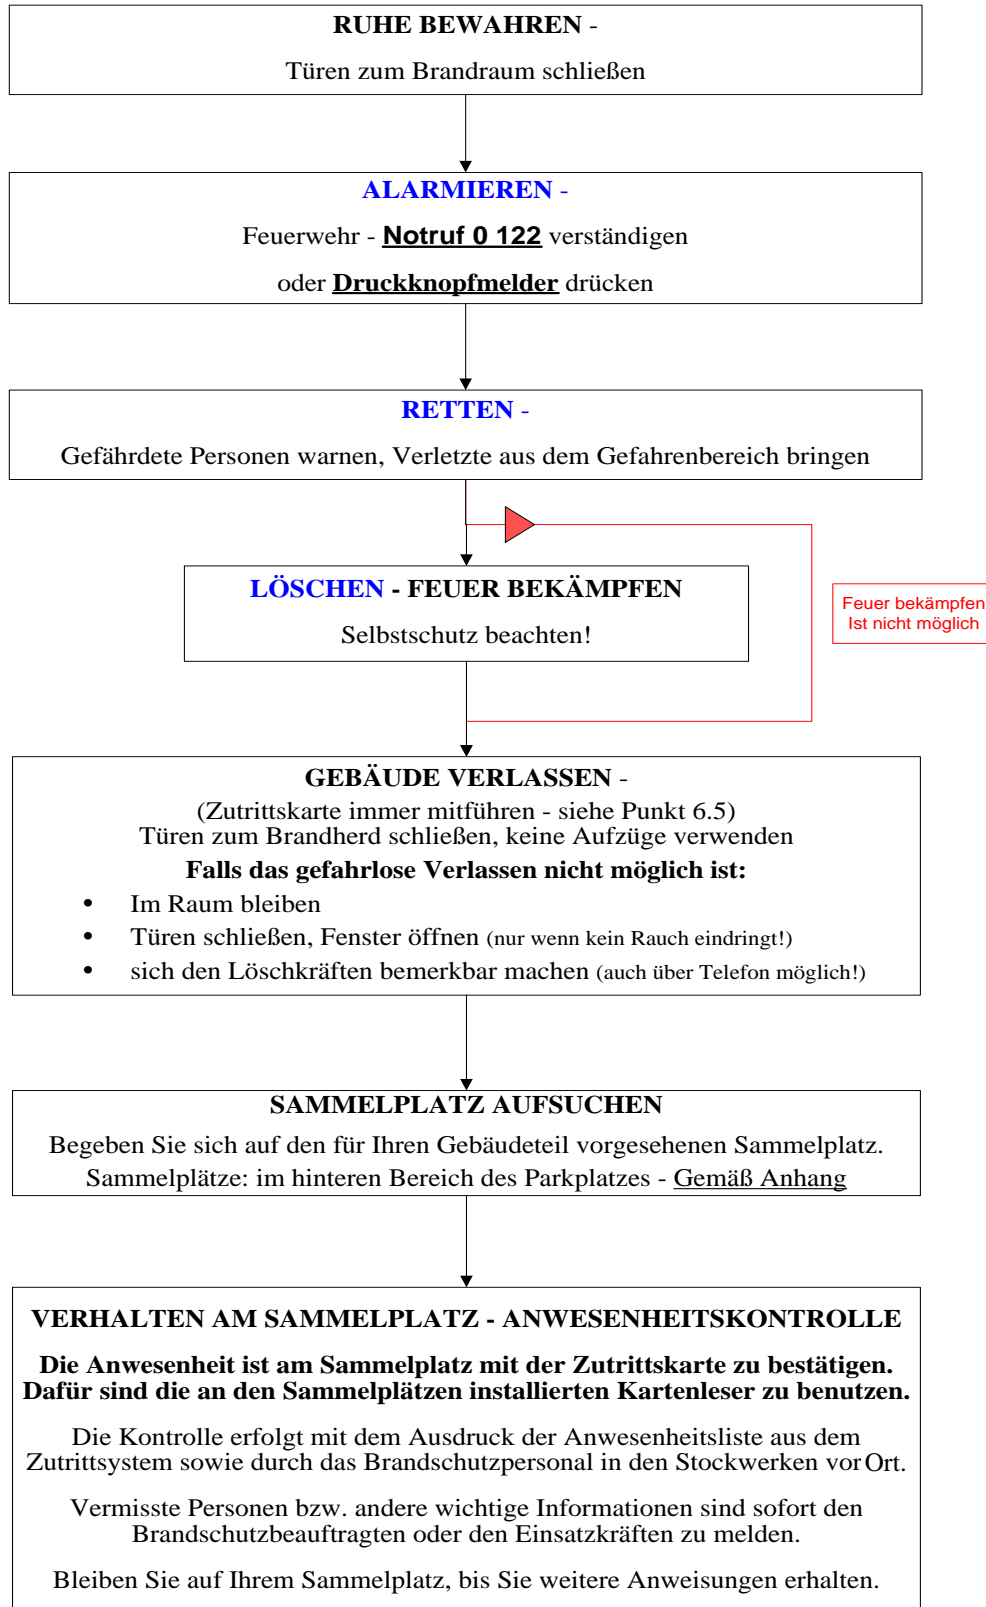 RUHE BEWAHREN -
Türen zum Brandraum schließen
ALARMIEREN -
Feuerwehr - Notruf 0 122 verständigen
oder Druckknopfmelder drücken
RETTEN -
Gefährdete Personen warnen, Verletzte aus dem Gefahrenbereich bringen
LÖSCHEN - FEUER BEKÄMPFEN
Selbstschutz beachten!
Feuer bekämpfen
Ist nicht möglich
GEBÄUDE VERLASSEN -
(Zutrittskarte immer mitführen - siehe Punkt 6.5)
Türen zum Brandherd schließen, keine Aufzüge verwenden
Falls das gefahrlose Verlassen nicht möglich ist:
• Im Raum bleiben
• Türen schließen, Fenster öffnen (nur wenn kein Rauch eindringt!)
• sich den Löschkräften bemerkbar machen (auch über Telefon möglich!)
SAMMELPLATZ AUFSUCHEN
Begeben Sie sich auf den für Ihren Gebäudeteil vorgesehenen Sammelplatz.
Sammelplätze: im hinteren Bereich des Parkplatzes - Gemäß Anhang
VERHALTEN AM SAMMELPLATZ - ANWESENHEITSKONTROLLE
Die Anwesenheit ist am Sammelplatz mit der Zutrittskarte zu bestätigen.
Dafür sind die an den Sammelplätzen installierten Kartenleser zu benutzen.
Die Kontrolle erfolgt mit dem Ausdruck der Anwesenheitsliste aus dem
Zutrittsystem sowie durch das Brandschutzpersonal in den Stockwerken vor Ort.
Vermisste Personen bzw. andere wichtige Informationen sind sofort den
Brandschutzbeauftragten oder den Einsatzkräften zu melden.
Bleiben Sie auf Ihrem Sammelplatz, bis Sie weitere Anweisungen erhalten.